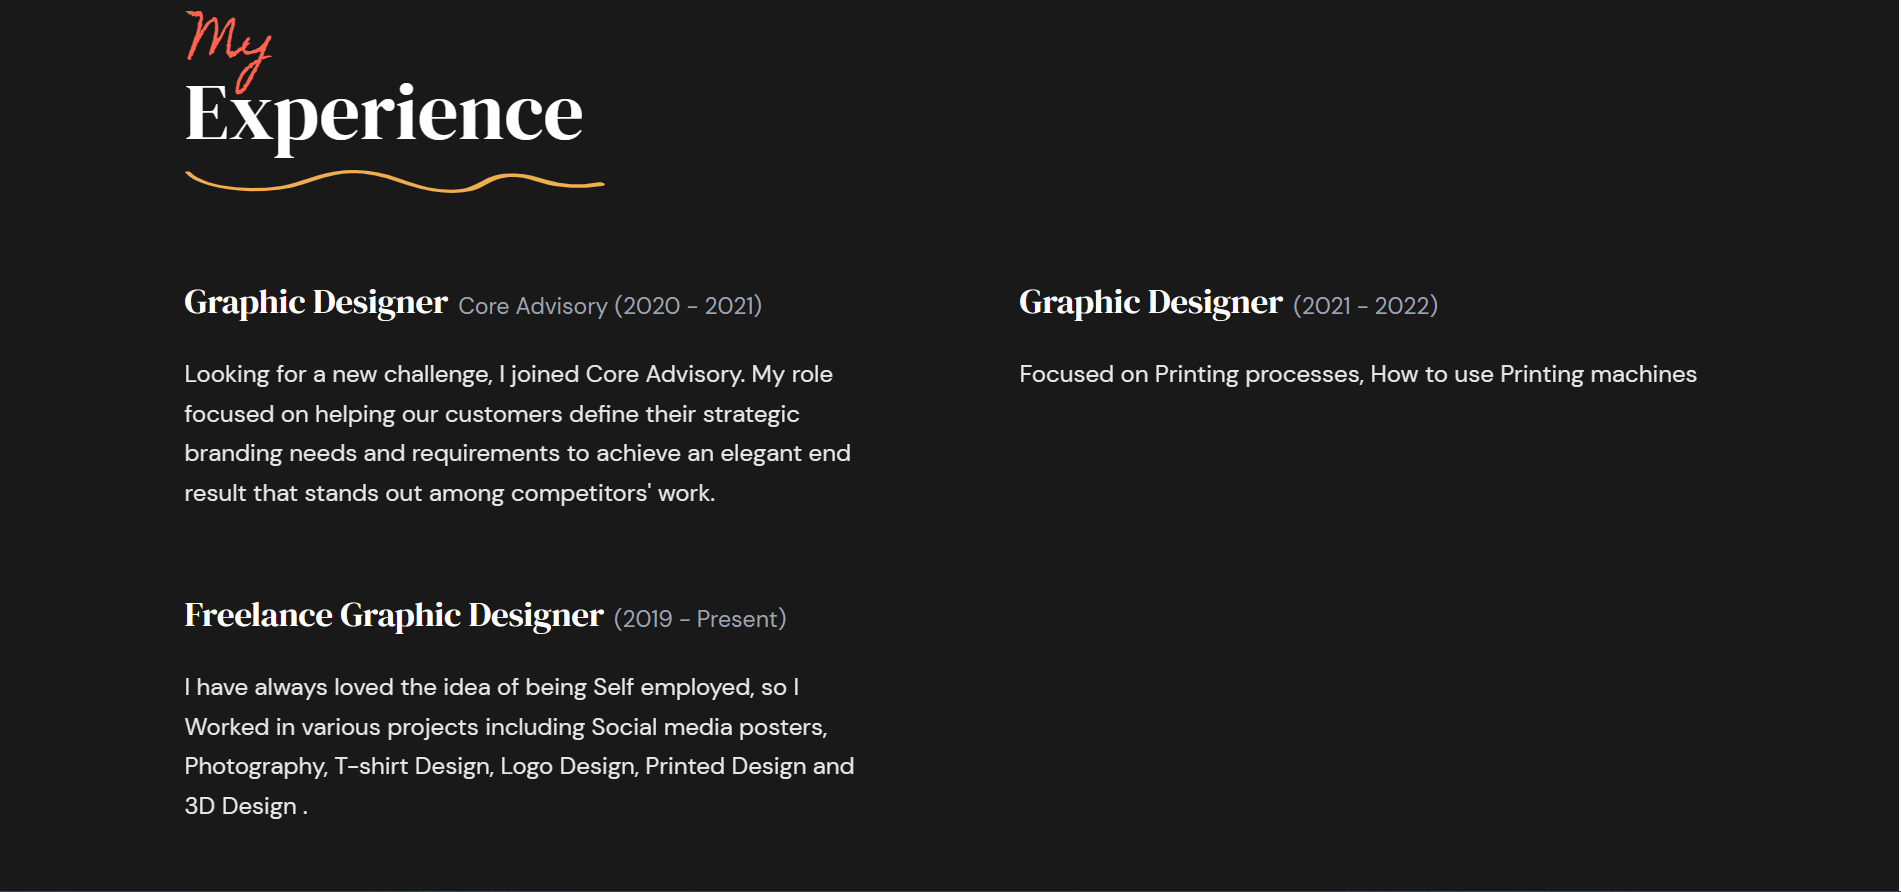 My
Experience
Graphic Designer Core Advisory (2020 - 2021)
Looking for a new challenge, I joined Core Advisory. My role
focused on helping our customers define their strategic
branding needs and requirements to achieve an elegant end
result that stands out among competitors' work.
Graphic Designer (2021 - 2022)
Focused on Printing processes, How to use Printing machines
Freelance Graphic Designer (2019 - Present)
I have always loved the idea of being Self employed, so I
Worked in various projects including Social media posters,
Photography, T-shirt Design, Logo Design, Printed Design and
3D Design .